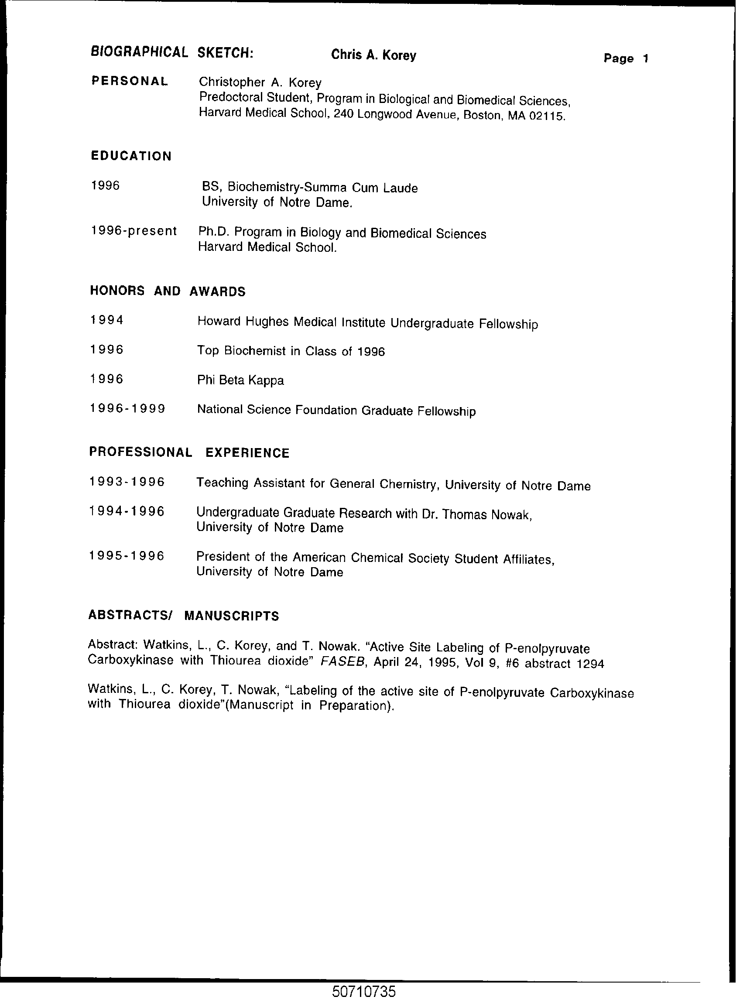 BIOGRAPHICAL SKETCH: Chris A. Korey Page 1
PERSONAL Christopher A. Korey
Predoctoral Student, Program in Biological and Biomedical Sciences,
Harvard Medical School, 240 Longwood Avenue, Boston, MA 02115.
EDUCATION
1996 BS, Biochemistry-Summa Cum Laude
University of Notre Dame.
1996-present Ph.D. Program in Biology and Biomedical Sciences
Harvard Medical School.
HONORS AND AWARDS
1994 Howard Hughes Medical Institute Undergraduate Fellowship
1996 Top Biochemist in Class of 1996
1996 Phi Beta Kappa
1996-1999 National Science Foundation Graduate Fellowship
PROFESSIONAL EXPERIENCE
1993-1996 Teaching Assistant for General Chemistry, University of Notre Dame
1994-1996 Undergraduate Graduate Research with Dr. Thomas Nowak,
University of Notre Dame
1995-1996 President of the American Chemical Society Student Affiliates,
University of Notre Dame
ABSTRACTS/ MANUSCRIPTS
Abstract: Watkins, L., C. Korey, and T. Nowak. “Active Site Labeling of P-enolpyruvate
Carboxykinase with Thiourea dioxide” FASEB, April 24, 1995, Vol 9, #6 abstract 1294
Watkins, L., C. Korey, T. Nowak, “Labeling of the active site of P-enolpyruvate Carboxykinase
with Thiourea dioxide”(Manuscript in Preparation).
50710735